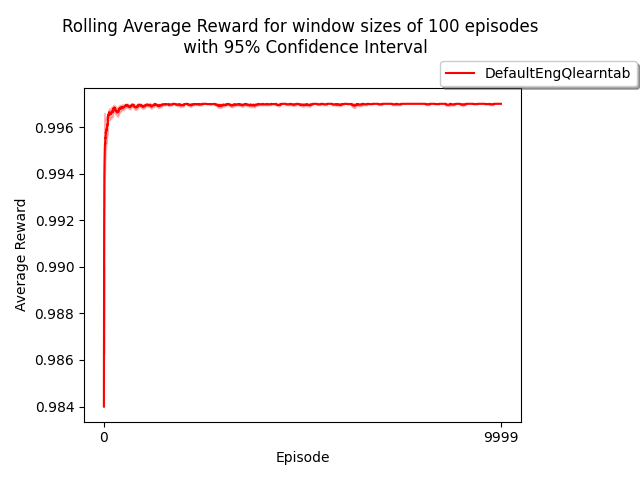 Rolling Average Reward for window sizes of 100 episodes
with 95% Confidence Interval
DefaultEngQlearntab
0.996
0.994
0.992
0.990
0.988
0.986
0.984
Average Reward
0
9999
Episode